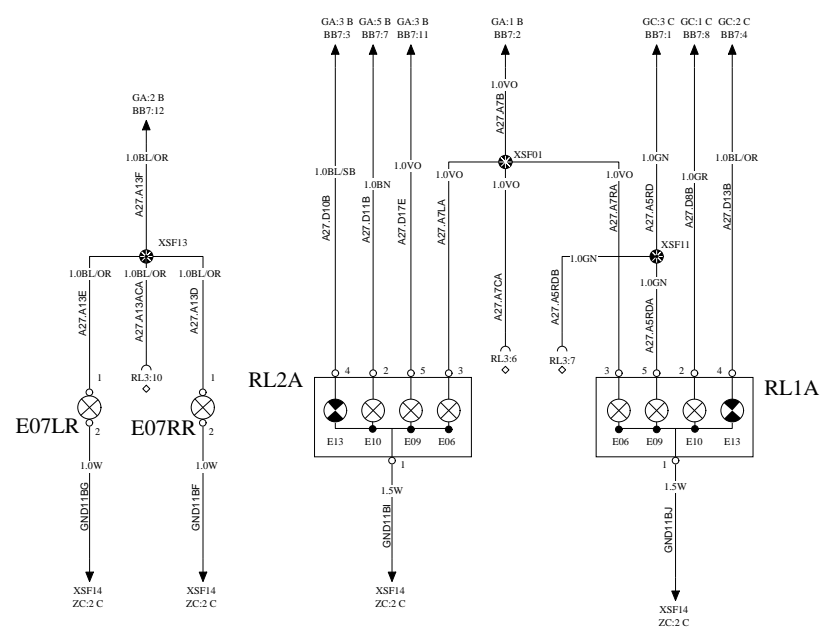 GA:3 B
GA:5 B
GA:3 B
GA:1 B
GC:3 C
GC:1 C
GC:2 C
BB7:3
BB7:7
BB7:11
BB7:2
BB7:1
BB7:8
BB7:4
GA:2 B
BB7:12
1.0VO
A27.A7B
XSF01
1.0BL/OR
A27.A13F
1.0BL/SB
1.0BN
1.0VO
1.0VO
1.0VO
1.0VO
1.0GN
1.0GR
1.0BL/OR
A27.D10B
A27.D11B
A27.D17E
A27.A7LA
A27.A7CA
A27.A7RA
A27.A5RD
A27.D8B
A27.D13B
XSF13
XSF11
1.0BL/OR
1.0BL/OR
1.0BL/OR
1.0GN
1.0GN
A27.A13E
A27.A13ACA
A27.A13D
A27.A5RDB
A27.A5RDA
RL3:10
RL3:6
RL3:7
1
1
RL2A
4
2
5
3
3
5
2
4
RL1A
E07LR
2
E07RR
2
E13
E10
E09
E06
E06
E09
E10
E13
1
1
1.0W
1.0W
1.5W
1.5W
GND11BG
GND11BF
GND11BI
GND11BJ
XSF14
ZC:2 C
XSF14
ZC:2 C
XSF14
ZC:2 C
XSF14
ZC:2 C